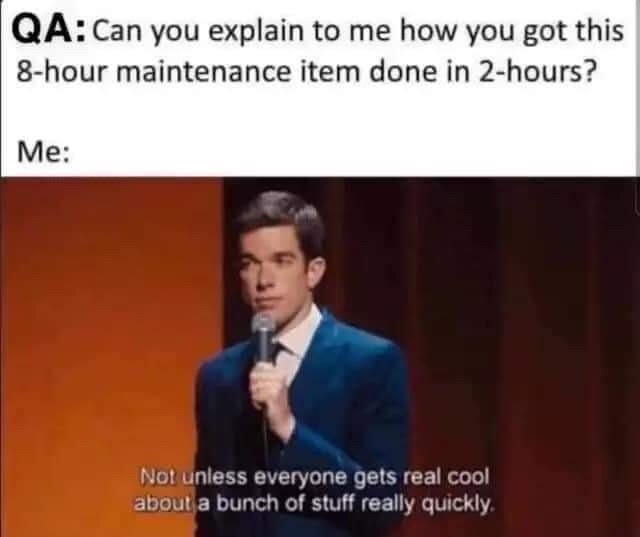 QA: Can you explain to me how you got this
8-hour maintenance item done in 2-hours?
Me:
Not unless everyone gets real cool
about a bunch of stuff really quickly.